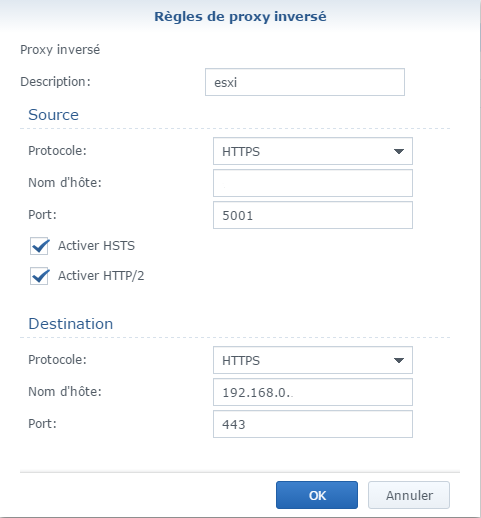 Règles de proxy inversé
Proxy inversé
Description: esxi
Source
Protocole: HTTPS
Nom d'hôte:
Port: 5001
Activer HSTS
Activer HTTP/2
Destination
Protocole: HTTPS
Nom d'hôte: 192.168.0.
Port: 443
OK Annuler